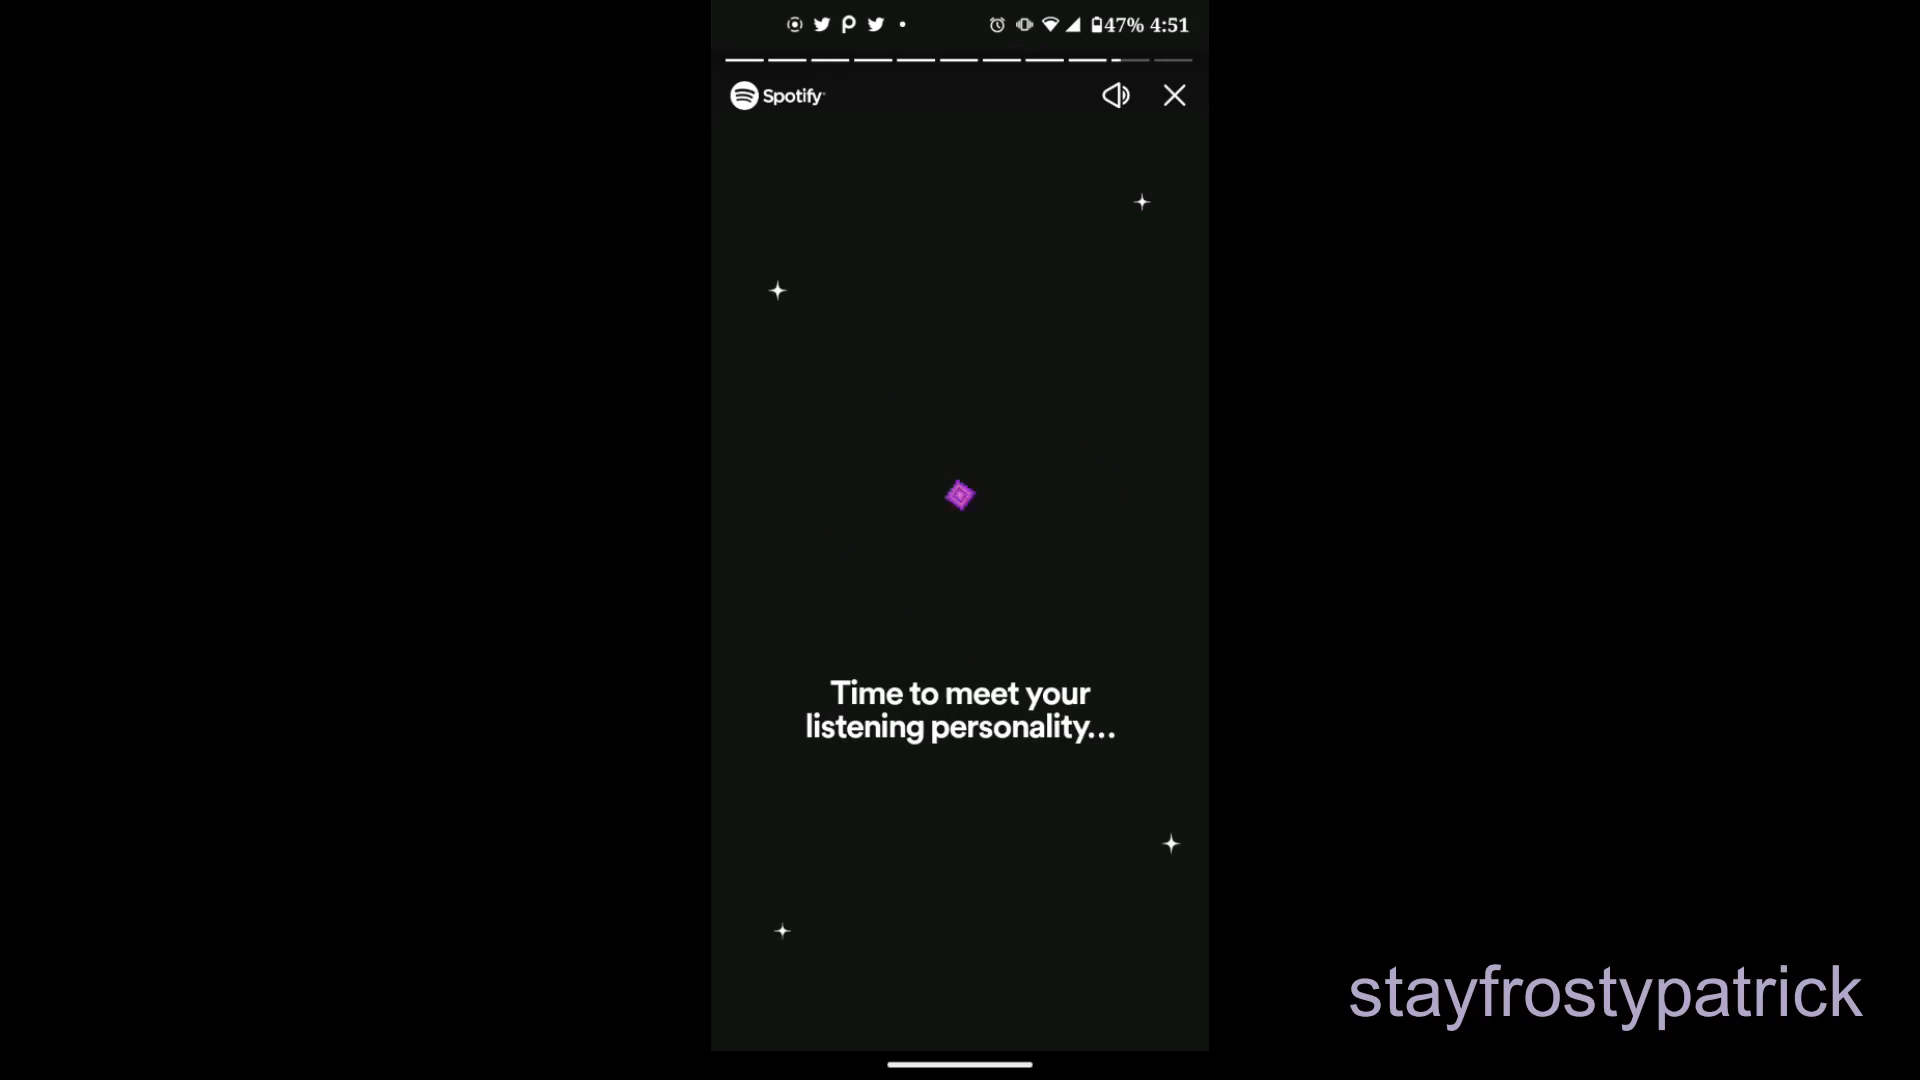 47% 4:51
Spotify
Time to meet your
listening personality...
stayfrostypatrick